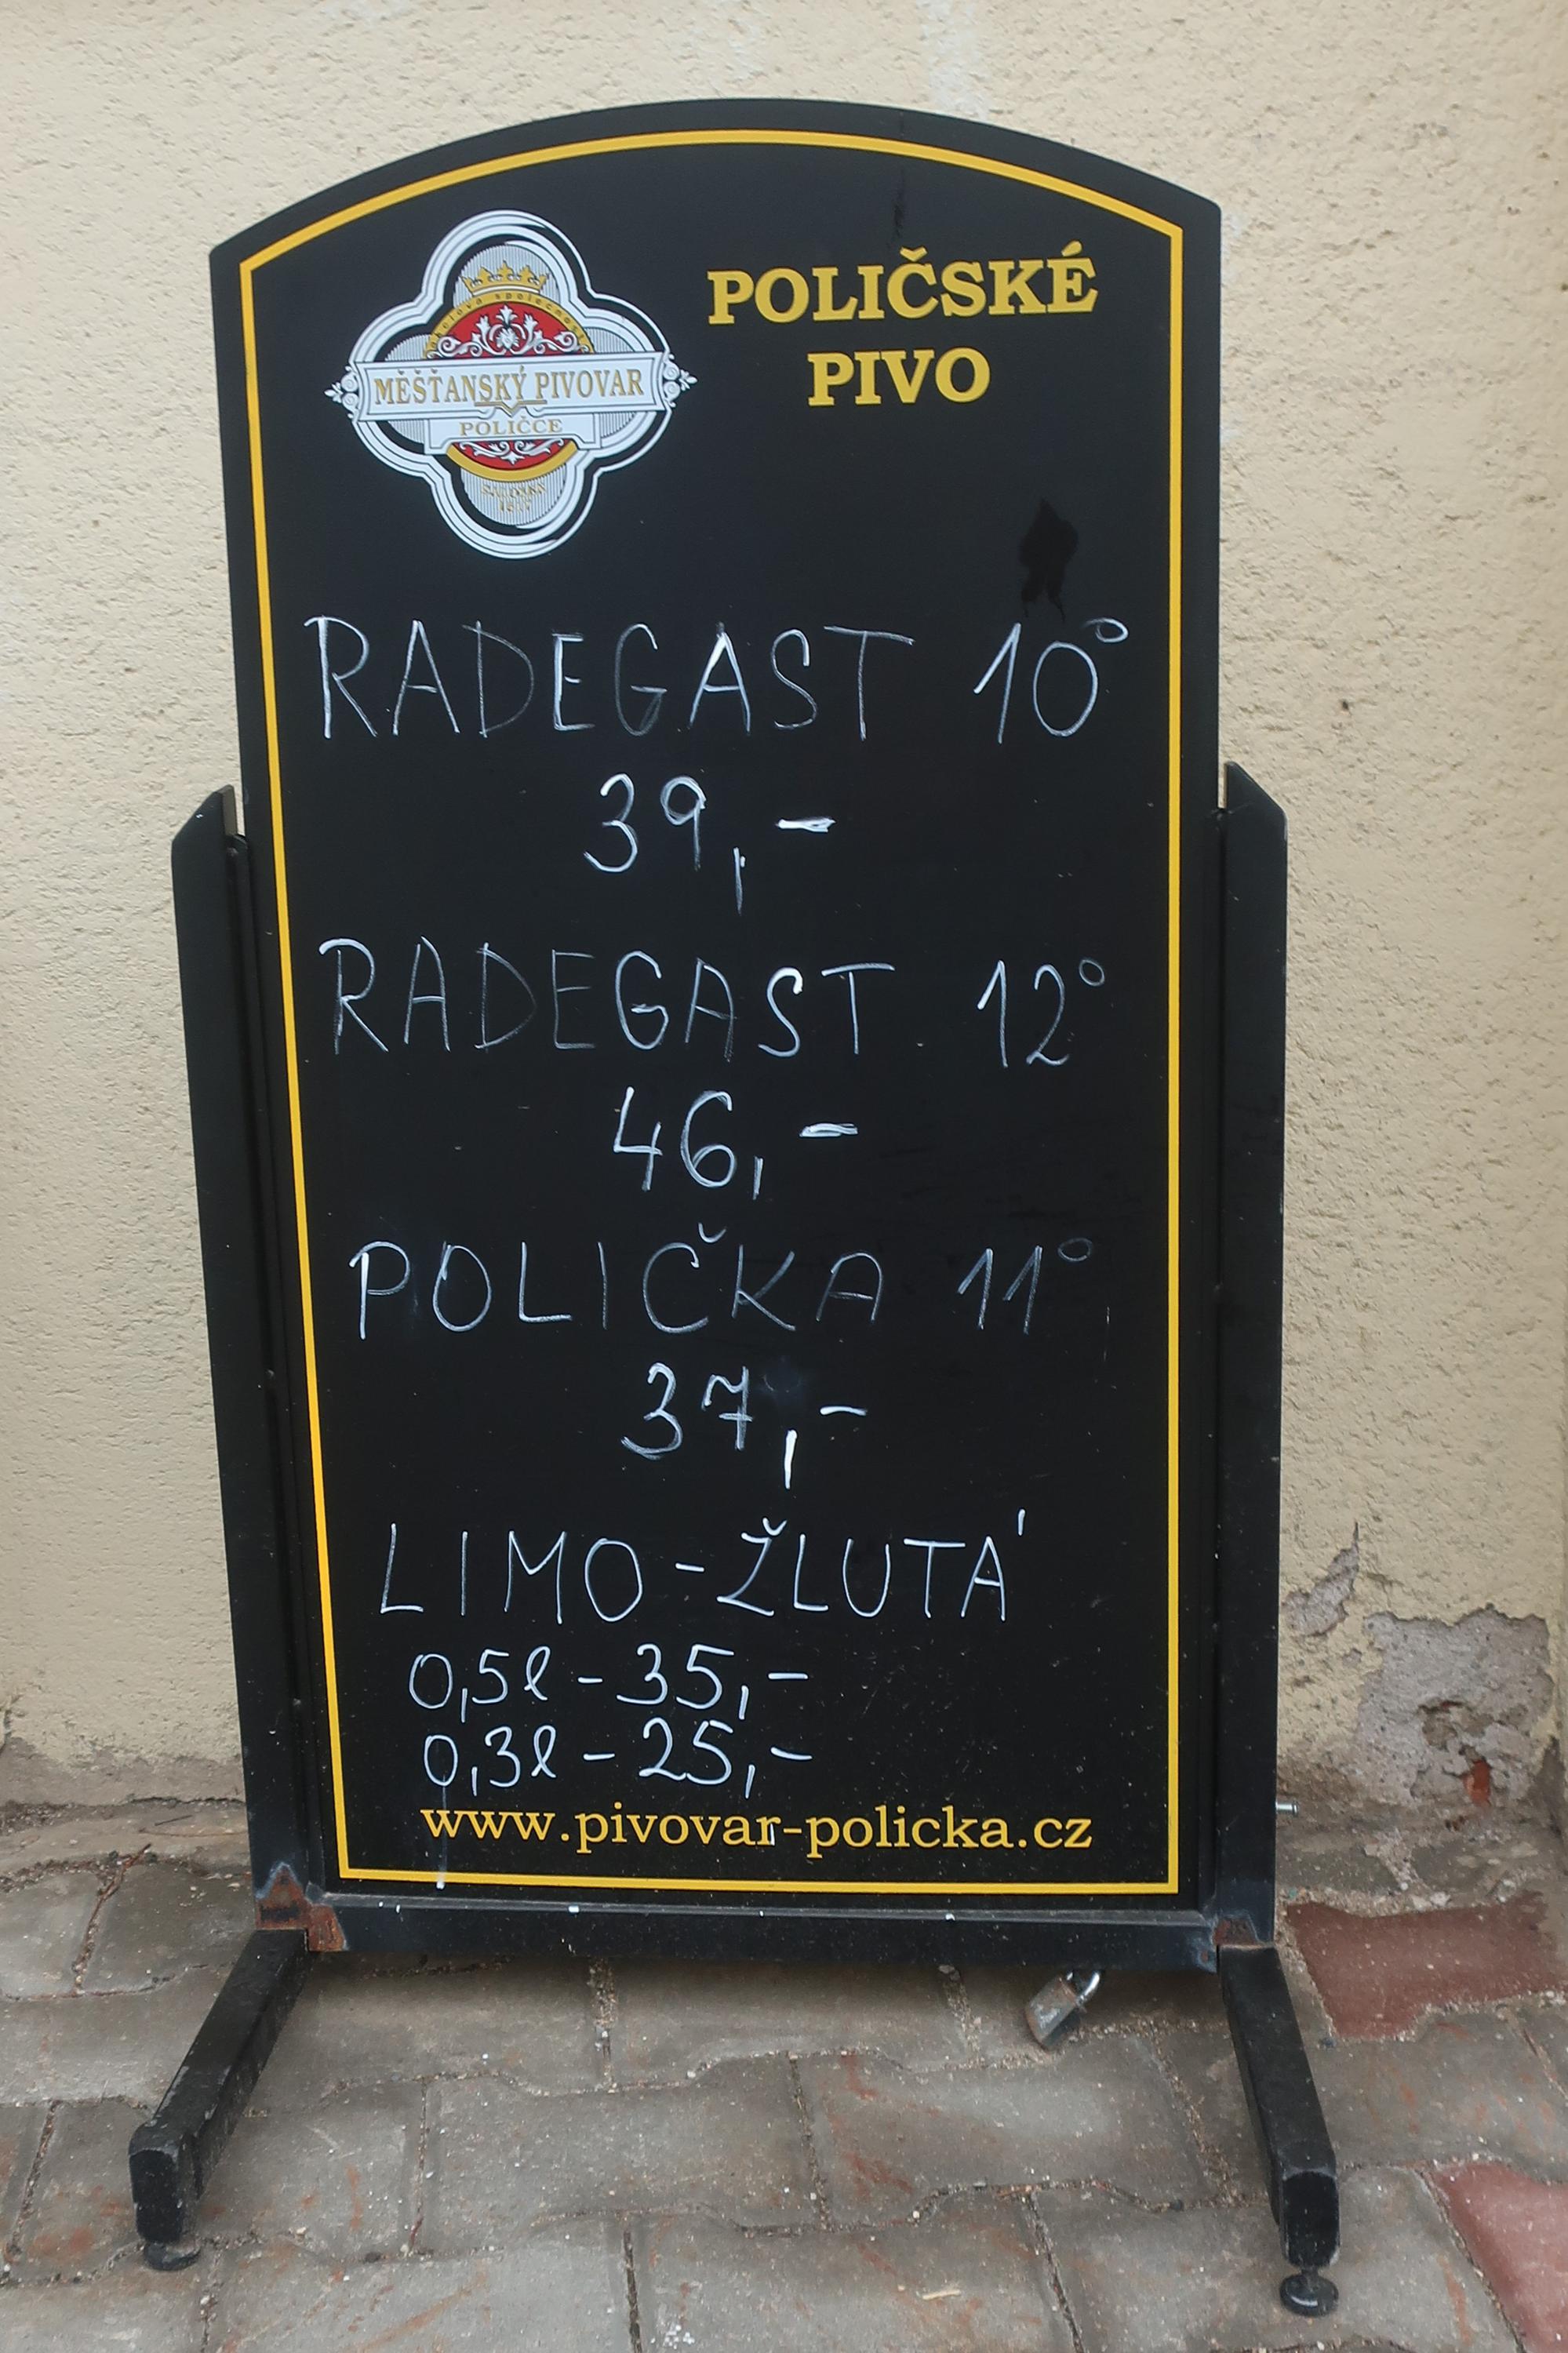 POLIČSKÉ
PIVO
MĚŠŤANSKÝ PIVOVAR
POLIČCE
RADEGAST 10°
39,-
RADEGAST 12°
46,-
POLIČKA 11°
37,-
LIMO-ŽLUTÁ
0,5l - 35,-
0,3l - 25,-
www.pivovar-policka.cz